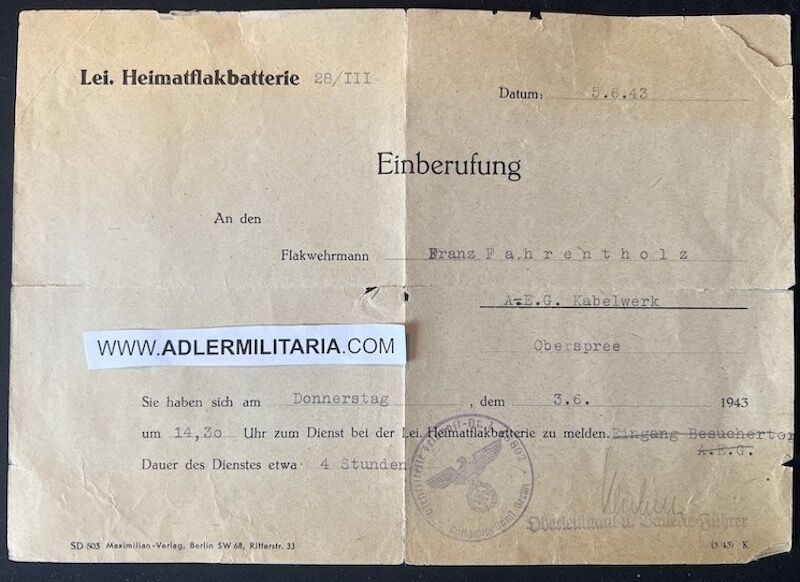 Lei. Heimatflakbatterie 28/III
Datum: 5.6.43
Einberufung
An den
Flakwehrmann Franz Fahrentholz
A.E.G. Kabelwerk
Oberspree
WWW.ADLERMILITARIA.COM
Sie haben sich am Donnerstag, dem 3.6. 1943
um 14,30 Uhr zum Dienst bei der Lei. Heimatflakbatterie zu melden. Eingang Besuchertor
A.E.G.
Dauer des Dienstes etwa 4 Stunden
Oberleutnant u. Batterie-Führer
SD 503 Maximilian-Verlag, Berlin SW 68, Ritterstr. 33
(5 43) K